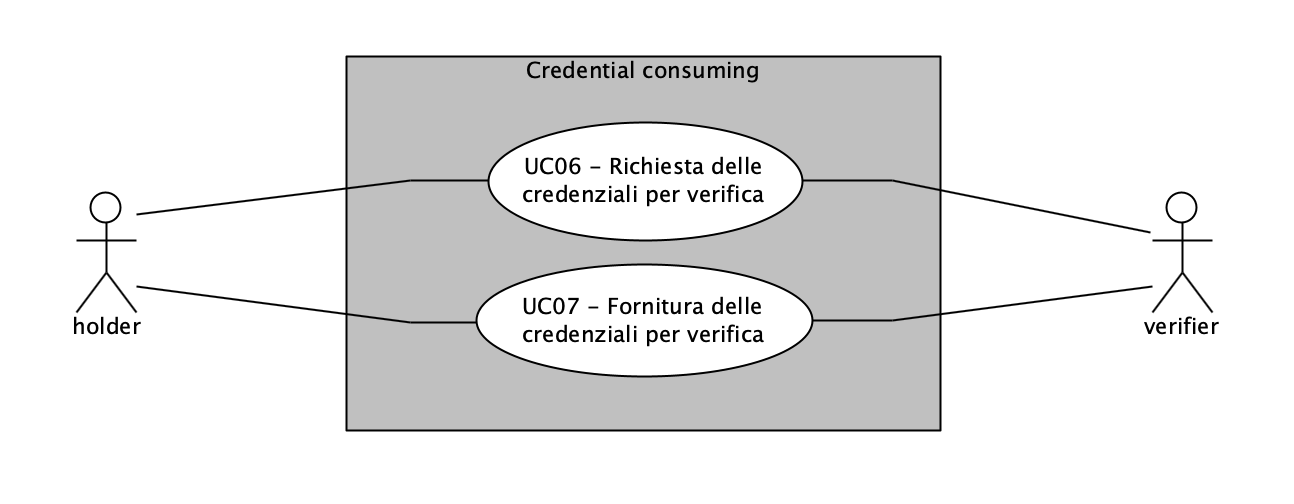 Credential consuming
UC06 – Richiesta delle
credenziali per verifica
UC07 – Fornitura delle
credenziali per verifica
holder
verifier